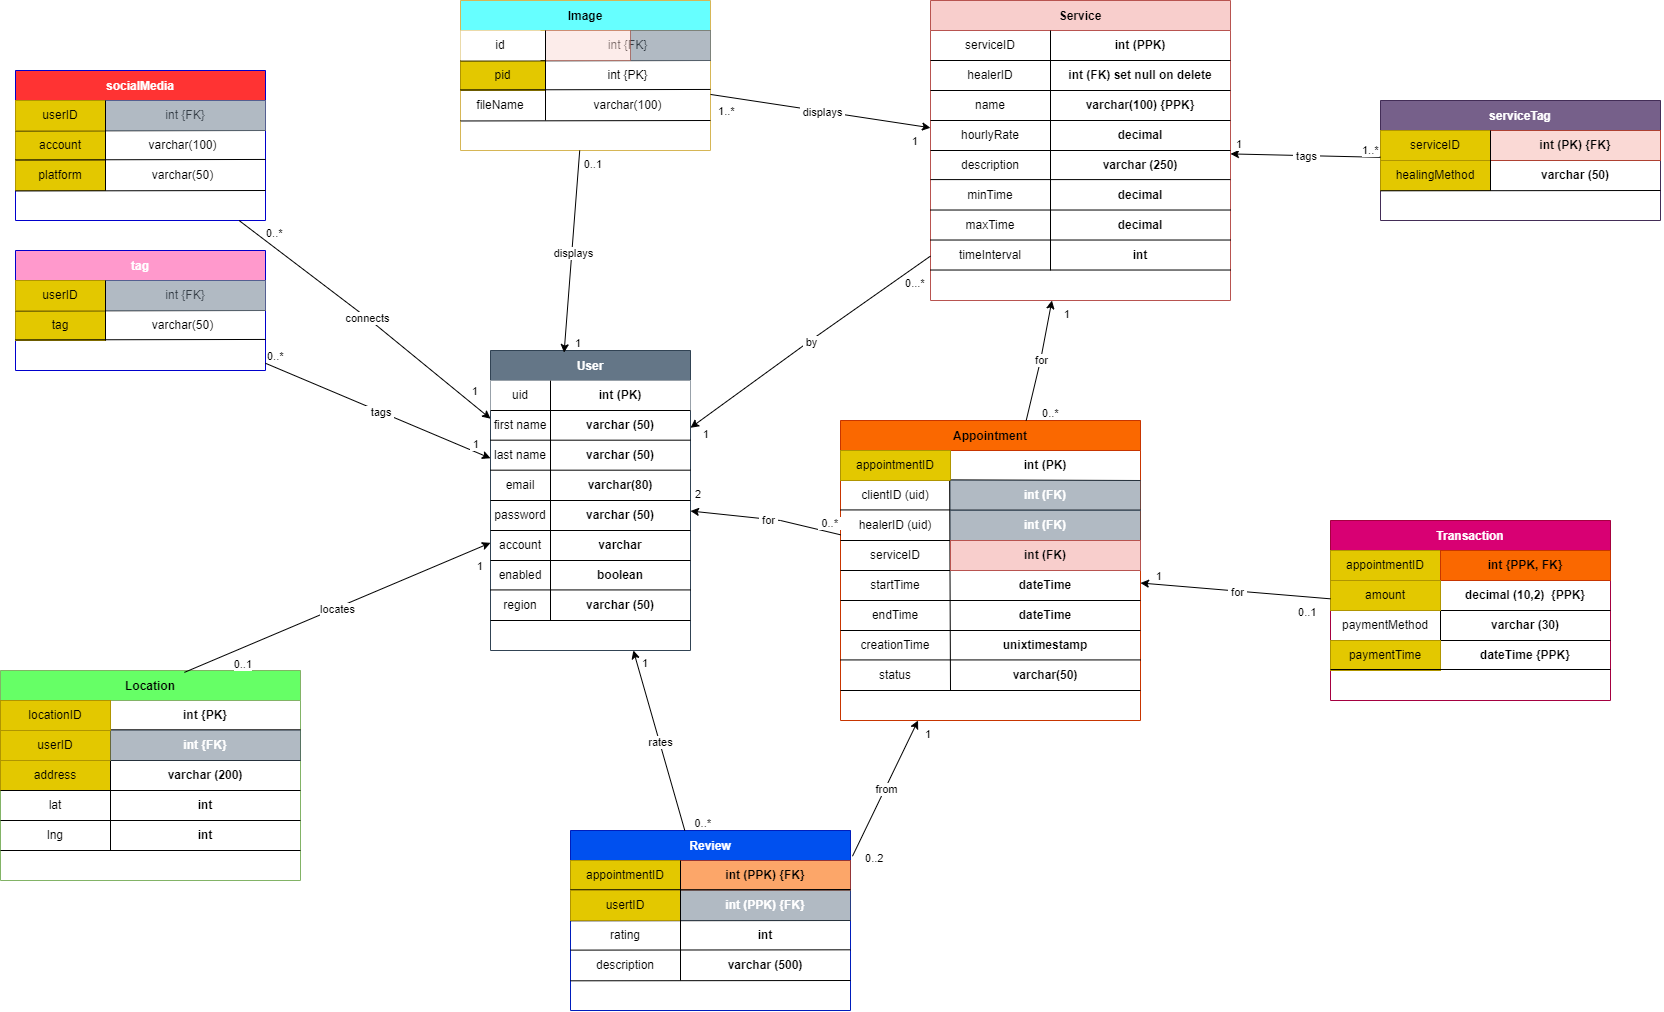 Image
id int {FK}
pid int {PK}
fileName varchar(100)
Service
serviceID int (PPK)
healerID int (FK) set null on delete
name varchar(100) {PPK}
hourlyRate decimal
description varchar (250)
minTime decimal
maxTime decimal
timeInterval int
socialMedia
userID int {FK}
account varchar(100)
platform varchar(50)
serviceTag
serviceID int (PK) {FK}
healingMethod varchar (50)
displays
1..*
1
tags
1
1..*
0..1
displays
1
0..*
connects
1
tag
userID int {FK}
tag varchar(50)
0..*
tags
1
0...*
by
1
1
for
0..*
User
uid int (PK)
first name varchar (50)
last name varchar (50)
email varchar(80)
password varchar (50)
account varchar
enabled boolean
region varchar (50)
Appointment
appointmentID int (PK)
clientID (uid) int (FK)
healerID (uid) int (FK)
serviceID int (FK)
startTime dateTime
endTime dateTime
creationTime unixtimestamp
status varchar(50)
2
for
0..*
Transaction
appointmentID int {PPK, FK}
amount decimal (10,2) {PPK}
paymentMethod varchar (30)
paymentTime dateTime {PPK}
1
for
0..1
1
locates
0..1
Location
locationID int {PK}
userID int {FK}
address varchar (200)
lat int
lng int
1
rates
0..*
1
from
0..2
Review
appointmentID int (PPK) {FK}
usertID int (PPK) {FK}
rating int
description varchar (500)